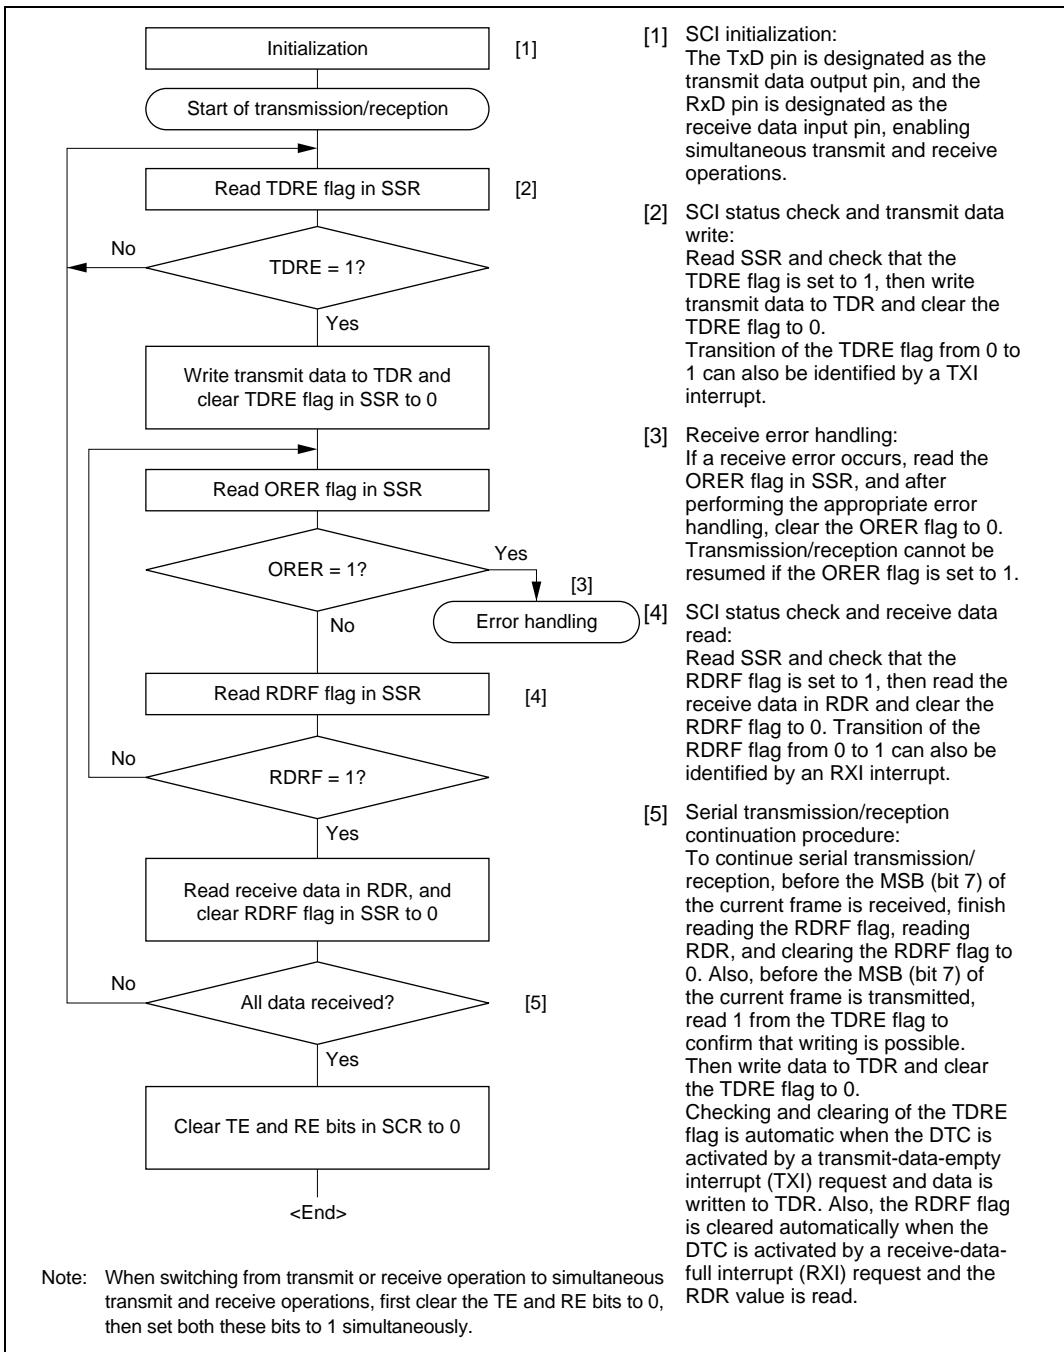 Initialization
[1]
Start of transmission/reception
Read TDRE flag in SSR
[2]
No
TDRE = 1?
Yes
Write transmit data to TDR and
clear TDRE flag in SSR to 0
Read ORER flag in SSR
ORER = 1?
Yes
[3]
Error handling
No
Read RDRF flag in SSR
[4]
No
RDRF = 1?
Yes
Read receive data in RDR, and
clear RDRF flag in SSR to 0
No
All data received?
[5]
Yes
Clear TE and RE bits in SCR to 0
<End>
[1] SCI initialization:
The TxD pin is designated as the
transmit data output pin, and the
RxD pin is designated as the
receive data input pin, enabling
simultaneous transmit and receive
operations.
[2] SCI status check and transmit data
write:
Read SSR and check that the
TDRE flag is set to 1, then write
transmit data to TDR and clear the
TDRE flag to 0.
Transition of the TDRE flag from 0 to
1 can also be identified by a TXI
interrupt.
[3] Receive error handling:
If a receive error occurs, read the
ORER flag in SSR, and after
performing the appropriate error
handling, clear the ORER flag to 0.
Transmission/reception cannot be
resumed if the ORER flag is set to 1.
[4] SCI status check and receive data
read:
Read SSR and check that the
RDRF flag is set to 1, then read the
receive data in RDR and clear the
RDRF flag to 0. Transition of the
RDRF flag from 0 to 1 can also be
identified by an RXI interrupt.
[5] Serial transmission/reception
continuation procedure:
To continue serial transmission/
reception, before the MSB (bit 7) of
the current frame is received, finish
reading the RDRF flag, reading
RDR, and clearing the RDRF flag to
0. Also, before the MSB (bit 7) of
the current frame is transmitted,
read 1 from the TDRE flag to
confirm that writing is possible.
Then write data to TDR and clear
the TDRE flag to 0.
Checking and clearing of the TDRE
flag is automatic when the DTC is
activated by a transmit-data-empty
interrupt (TXI) request and data is
written to TDR. Also, the RDRF flag
is cleared automatically when the
DTC is activated by a receive-data-
full interrupt (RXI) request and the
RDR value is read.
Note: When switching from transmit or receive operation to simultaneous
transmit and receive operations, first clear the TE and RE bits to 0,
then set both these bits to 1 simultaneously.